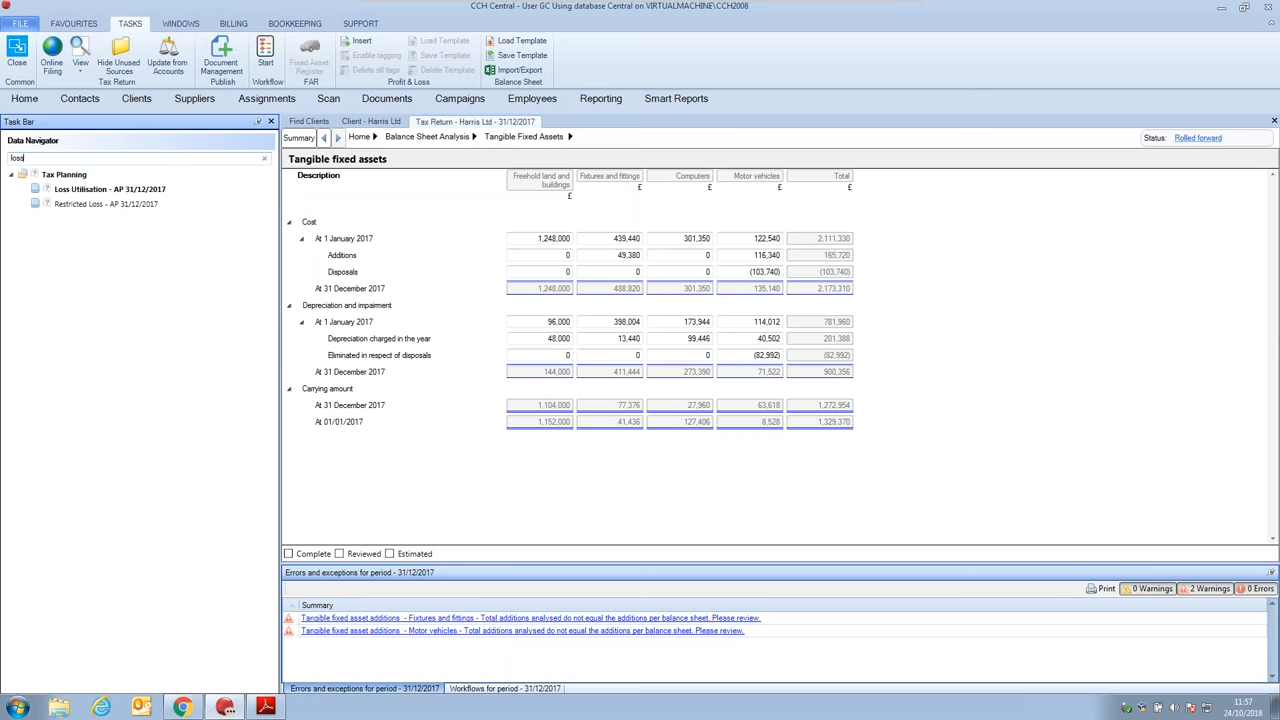 CCH Central - User GC Using database Central on VIRTUALMACHINE\CCH2008
FILE FAVOURITES TASKS WINDOWS BILLING BOOKKEEPING SUPPORT
Close Online Filing View Hide Unused Sources Update from Accounts Document Management Start Fixed Asset Register
Insert Load Template Load Template
Enable tagging Save Template Save Template
Delete all tags Delete Template Import/Export
Common Tax Return Publish Workflow FAR Profit & Loss Balance Sheet
Home Contacts Clients Suppliers Assignments Scan Documents Campaigns Employees Reporting Smart Reports
Task Bar
Data Navigator
loss
Tax Planning
Loss Utilisation - AP 31/12/2017
Restricted Loss - AP 31/12/2017
Find Clients Client - Harris Ltd Tax Return - Harris Ltd - 31/12/2017
Summary Home Balance Sheet Analysis Tangible Fixed Assets Status: Rolled forward
Tangible fixed assets
Description Freehold land and buildings £ Fixtures and fittings £ Computers £ Motor vehicles £ Total £
Cost
At 1 January 2017 1,248,000 439,440 301,350 122,540 2,111,330
Additions 0 49,380 0 116,340 165,720
Disposals 0 0 0 (103,740) (103,740)
At 31 December 2017 1,248,000 488,820 301,350 135,140 2,173,310
Depreciation and impairment
At 1 January 2017 96,000 398,004 173,944 114,012 781,960
Depreciation charged in the year 48,000 13,440 99,446 40,502 201,388
Eliminated in respect of disposals 0 0 0 (82,992) (82,992)
At 31 December 2017 144,000 411,444 273,390 71,522 900,356
Carrying amount
At 31 December 2017 1,104,000 77,376 27,960 63,618 1,272,954
At 01/01/2017 1,152,000 41,436 127,406 8,528 1,329,370
Complete Reviewed Estimated
Errors and exceptions for period - 31/12/2017
Print 0 Warnings 2 Warnings 0 Errors
Summary
Tangible fixed asset additions - Fixtures and fittings - Total additions analysed do not equal the additions per balance sheet. Please review.
Tangible fixed asset additions - Motor vehicles - Total additions analysed do not equal the additions per balance sheet. Please review.
Errors and exceptions for period - 31/12/2017 Workflows for period - 31/12/2017
11:57
24/10/2018